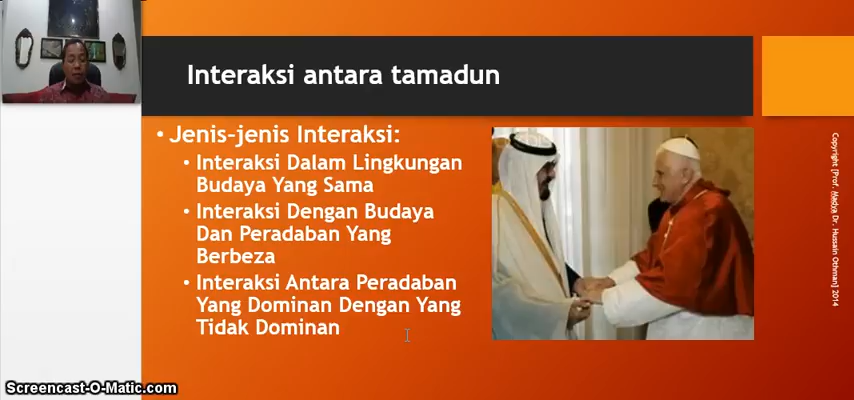 Interaksi antara tamadun
• Jenis-jenis Interaksi:
• Interaksi Dalam Lingkungan
Budaya Yang Sama
• Interaksi Dengan Budaya
Dan Peradaban Yang
Berbeza
• Interaksi Antara Peradaban
Yang Dominan Dengan Yang
Tidak Dominan
Copyright [Prof. Madya Dr. Hussain Othman] 2014
Screencast-O-Matic.com